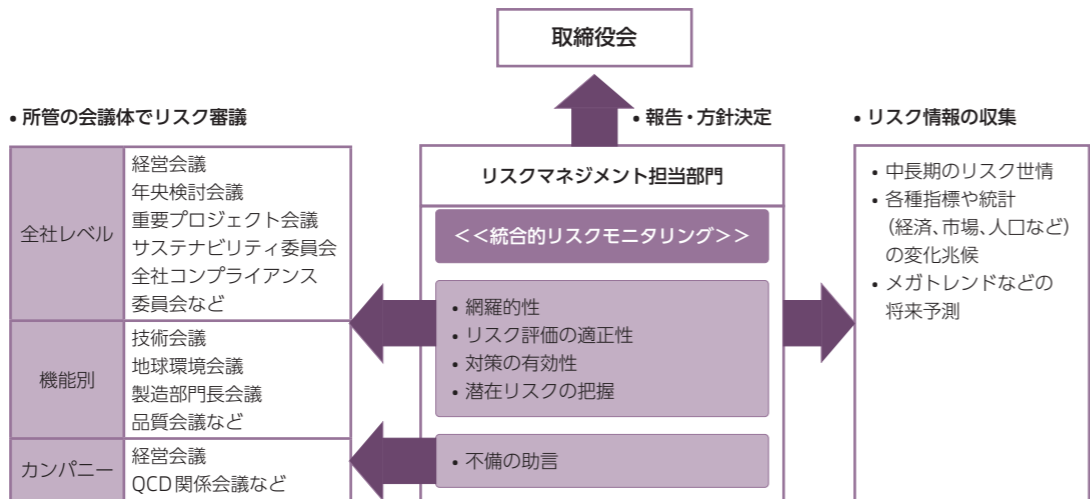 取締役会
• 報告・方針決定
• 所管の会議体でリスク審議
全社レベル
経営会議
年央検討会議
重要プロジェクト会議
サステナビリティ委員会
全社コンプライアンス
委員会など
機能別
技術会議
地球環境会議
製造部門長会議
品質会議など
カンパニー
経営会議
QCD関係会議など
リスクマネジメント担当部門
<<統合的リスクモニタリング>>
• 網羅的性
• リスク評価の適正性
• 対策の有効性
• 潜在リスクの把握
• 不備の助言
• リスク情報の収集
• 中長期のリスク世情
• 各種指標や統計
（経済、市場、人口など）
の変化兆候
• メガトレンドなどの
将来予測